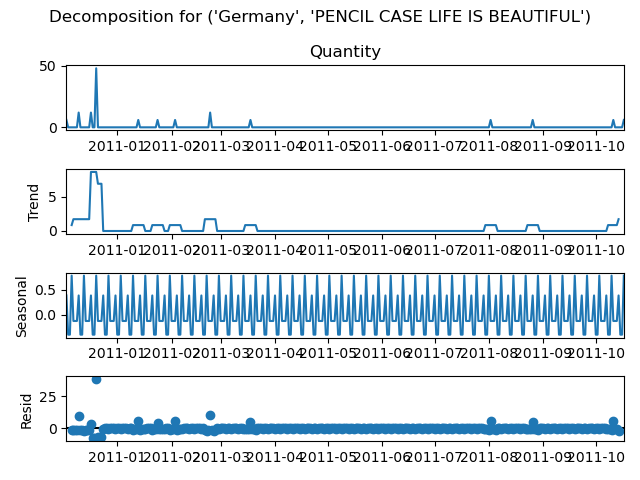 Decomposition for ('Germany', 'PENCIL CASE LIFE IS BEAUTIFUL')
Quantity
50
0
2011-01 2011-02 2011-03 2011-04 2011-05 2011-06 2011-07 2011-08 2011-09 2011-10
Trend
5
0
2011-01 2011-02 2011-03 2011-04 2011-05 2011-06 2011-07 2011-08 2011-09 2011-10
Seasonal
0.5
0.0
2011-01 2011-02 2011-03 2011-04 2011-05 2011-06 2011-07 2011-08 2011-09 2011-10
Resid
25
0
2011-01 2011-02 2011-03 2011-04 2011-05 2011-06 2011-07 2011-08 2011-09 2011-10